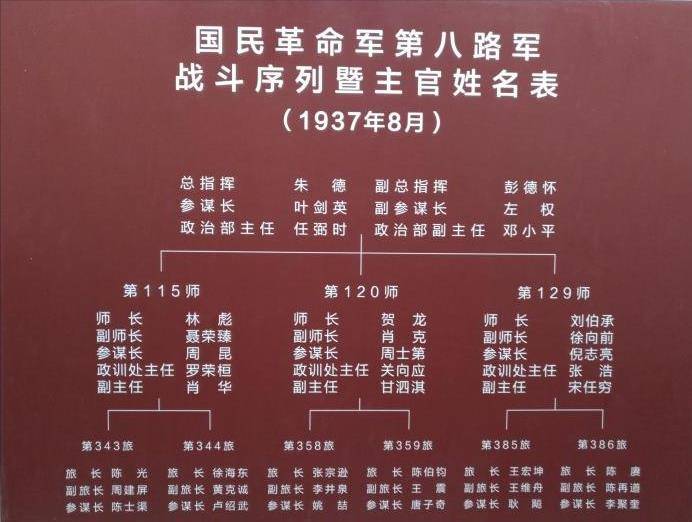 国民革命军第八路军
战斗序列暨主官姓名表
（1937年8月）
总指挥 朱德 副总指挥 彭德怀
参谋长 叶剑英 副参谋长 左权
政治部主任 任弼时 政治部副主任 邓小平
第115师 第120师 第129师
师长 林彪 师长 贺龙 师长 刘伯承
副师长 聂荣臻 副师长 肖克 副师长 徐向前
参谋长 周昆 参谋长 周士第 参谋长 倪志亮
政训处主任 罗荣桓 政训处主任 关向应 政训处主任 张浩
副主任 肖华 副主任 甘泗淇 副主任 宋任穷
第343旅 第344旅 第358旅 第359旅 第385旅 第386旅
旅长 陈光 旅长 徐海东 旅长 张宗逊 旅长 陈伯钧 旅长 王宏坤 旅长 陈赓
副旅长 周建屏 副旅长 黄克诚 副旅长 李井泉 副旅长 王震 副旅长 王维舟 副旅长 陈再道
参谋长 陈士渠 参谋长 卢绍武 参谋长 姚喆 参谋长 唐子奇 参谋长 耿飚 参谋长 李聚奎